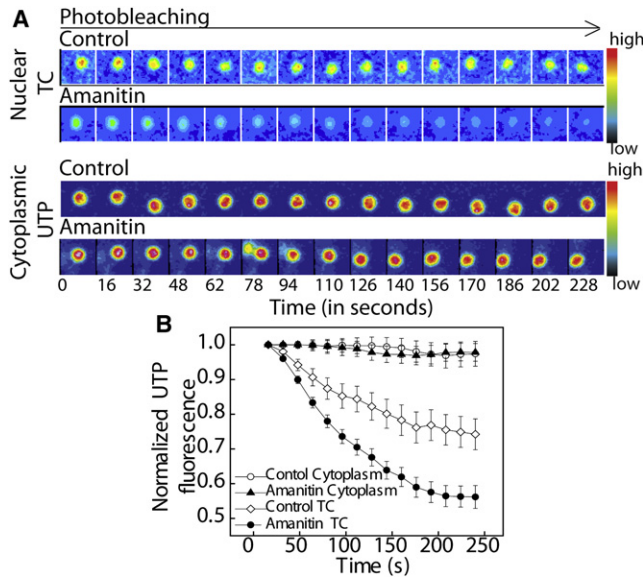 A
Photobleaching
Control
high
Nuclear TC
Amanitin
low
Control
high
Cytoplasmic UTP
Amanitin
low
0 16 32 48 62 78 94 110 126 140 156 170 186 202 228
Time (in seconds)
B
Normalized UTP fluorescence
1.0
0.9
0.8
0.7
0.6
0.5
Contol Cytoplasm
Amanitin Cytoplasm
Control TC
Amanitin TC
0 50 100 150 200 250
Time (s)